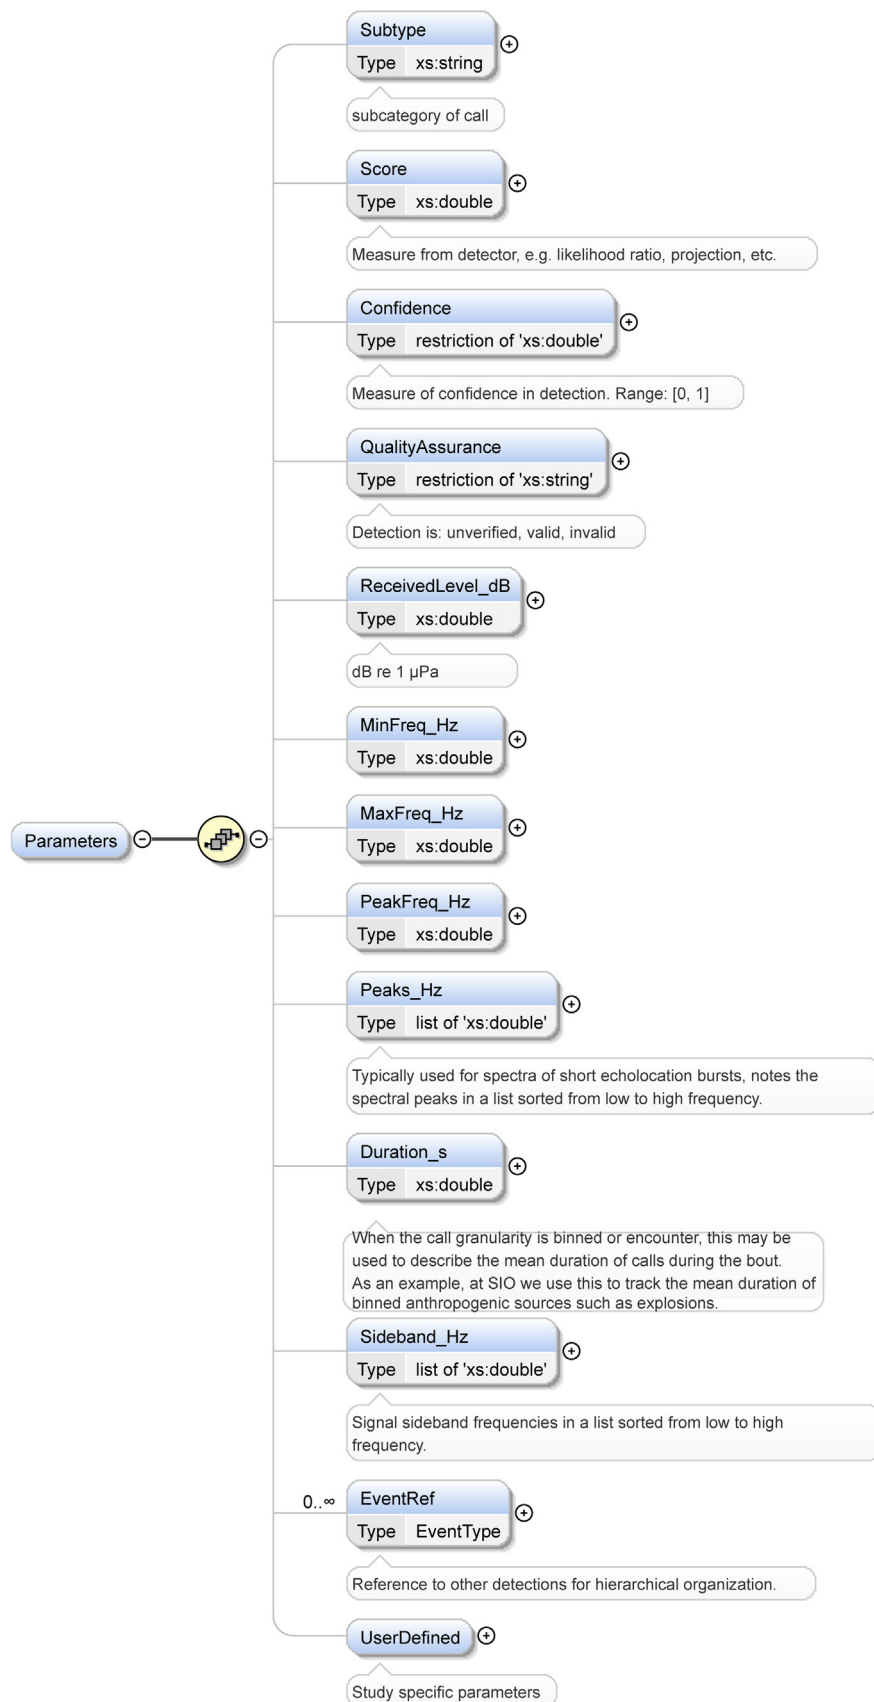 Subtype
Type xs:string
subcategory of call
Score
Type xs:double
Measure from detector, e.g. likelihood ratio, projection, etc.
Confidence
Type restriction of 'xs:double'
Measure of confidence in detection. Range: [0, 1]
QualityAssurance
Type restriction of 'xs:string'
Detection is: unverified, valid, invalid
ReceivedLevel_dB
Type xs:double
dB re 1 µPa
MinFreq_Hz
Type xs:double
MaxFreq_Hz
Type xs:double
Parameters
PeakFreq_Hz
Type xs:double
Peaks_Hz
Type list of 'xs:double'
Typically used for spectra of short echolocation bursts, notes the
spectral peaks in a list sorted from low to high frequency.
Duration_s
Type xs:double
When the call granularity is binned or encounter, this may be
used to describe the mean duration of calls during the bout.
As an example, at SIO we use this to track the mean duration of
binned anthropogenic sources such as explosions.
Sideband_Hz
Type list of 'xs:double'
Signal sideband frequencies in a list sorted from low to high
frequency.
0..∞
EventRef
Type EventType
Reference to other detections for hierarchical organization.
UserDefined
Study specific parameters